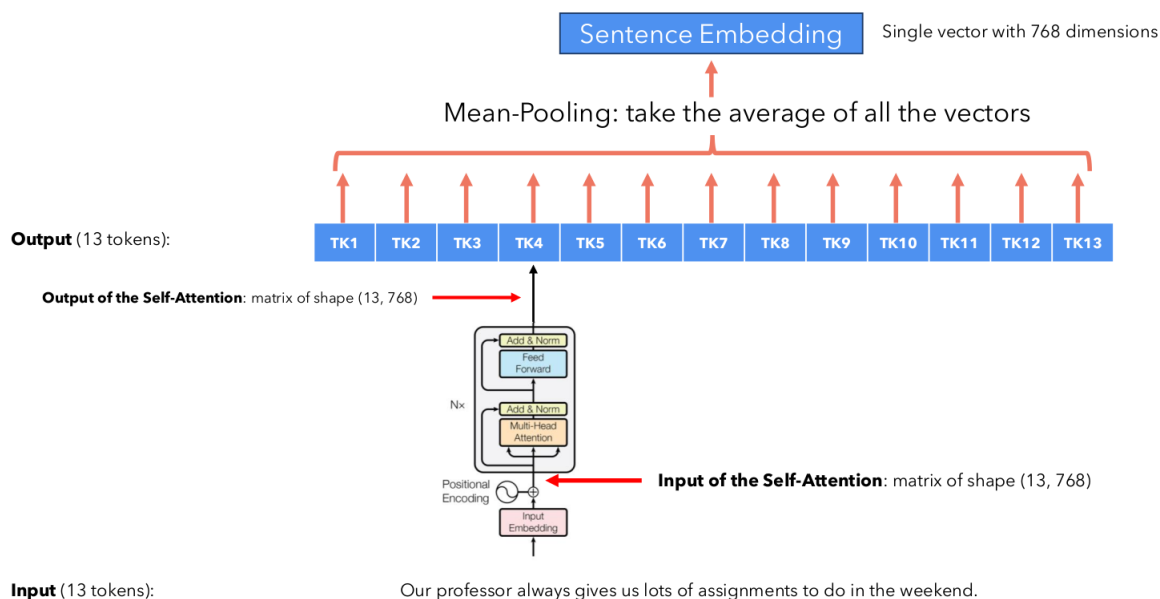 Sentence Embedding
Single vector with 768 dimensions
Mean-Pooling: take the average of all the vectors
Output (13 tokens):
TK1 TK2 TK3 TK4 TK5 TK6 TK7 TK8 TK9 TK10 TK11 TK12 TK13
Output of the Self-Attention: matrix of shape (13, 768)
Add & Norm
Feed
Forward
Nx
Add & Norm
Multi-Head
Attention
Input of the Self-Attention: matrix of shape (13, 768)
Positional
Encoding
Input
Embedding
Input (13 tokens):
Our professor always gives us lots of assignments to do in the weekend.